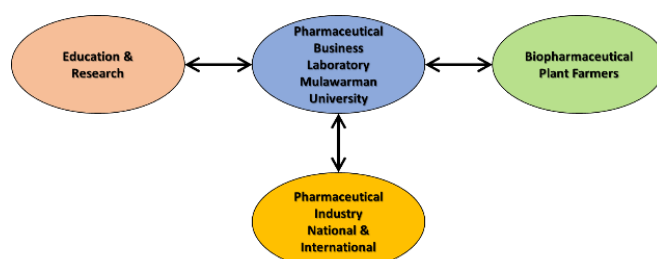 Education &
Research
Pharmaceutical
Business
Laboratory
Mulawarman
University
Biopharmaceutical
Plant Farmers
Pharmaceutical
Industry
National &
International